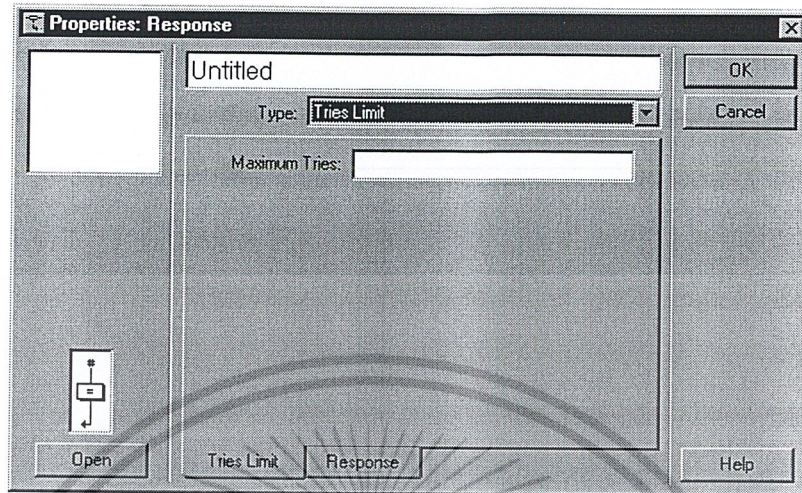 Properties: Response
Untitled
OK
Type: Tries Limit
Cancel
Maximum Tries:
#
=
Open
Tries Limit
Response
Help